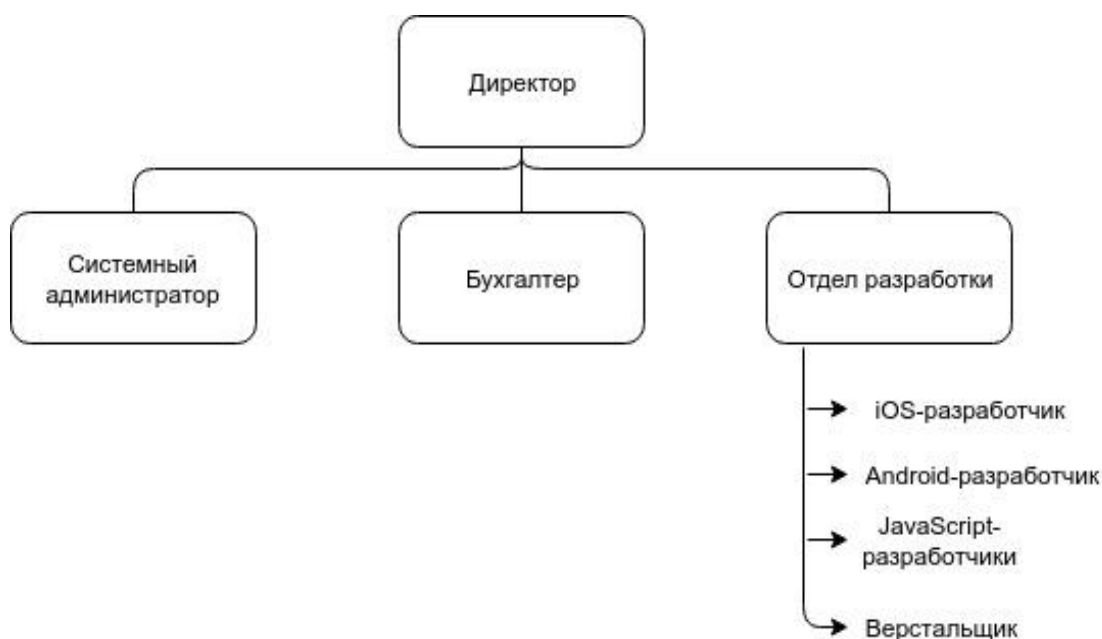 Директор
Системный
администратор
Бухгалтер
Отдел разработки
iOS-разработчик
Android-разработчик
JavaScript-
разработчики
Верстальщик